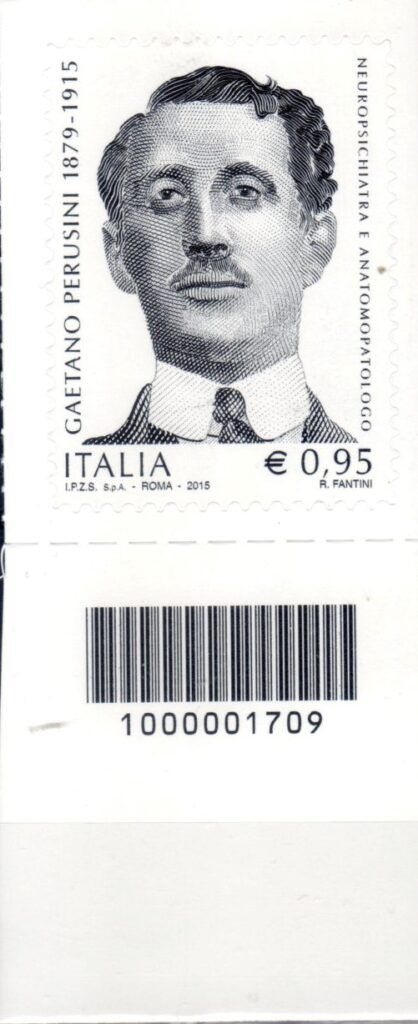 GAETANO PERUSINI 1879-1915
NEUROPSICHIATRA E ANATOMOPATOLOGO
ITALIA
€ 0,95
I.P.Z.S. S.p.A. - ROMA - 2015
R. FANTINI
1000001709